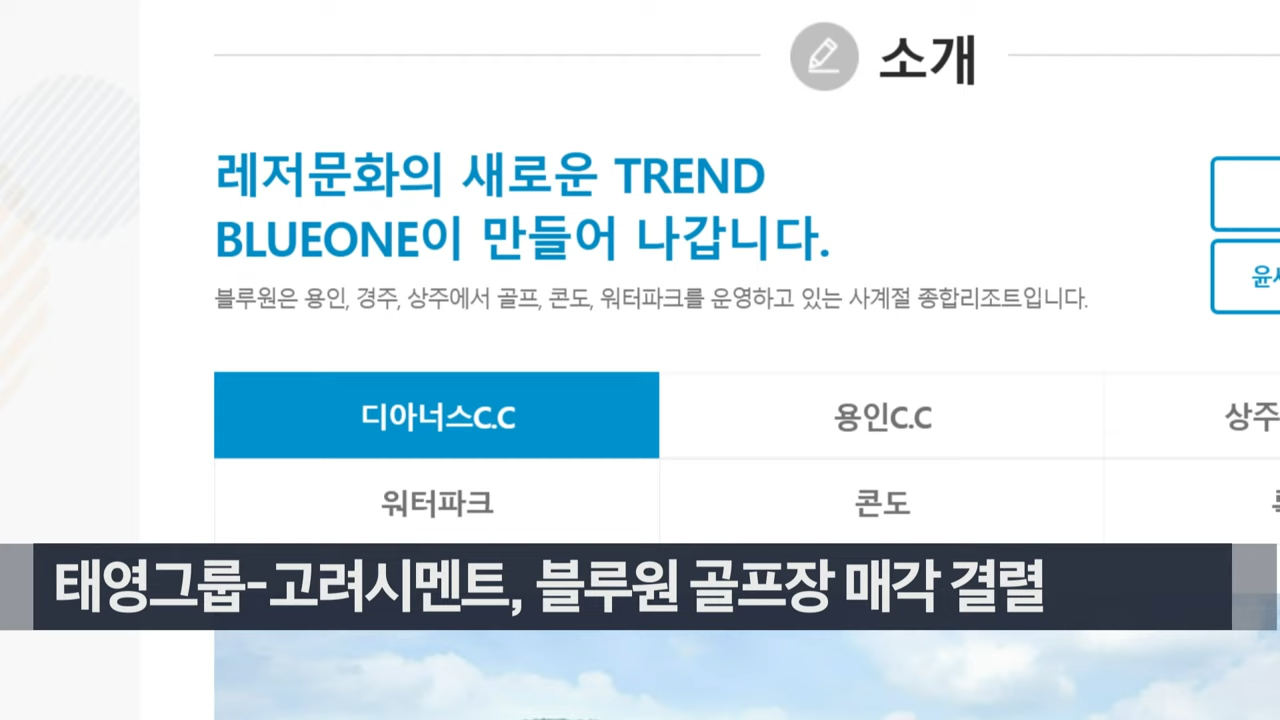 소개
레저문화의 새로운 TREND
BLUEONE이 만들어 나갑니다.
블루원은 용인, 경주, 상주에서 골프, 콘도, 워터파크를 운영하고 있는 사계절 종합리조트입니다.
디아너스C.C
용인C.C
상주
워터파크
콘도
태영그룹-고려시멘트, 블루원 골프장 매각 결렬